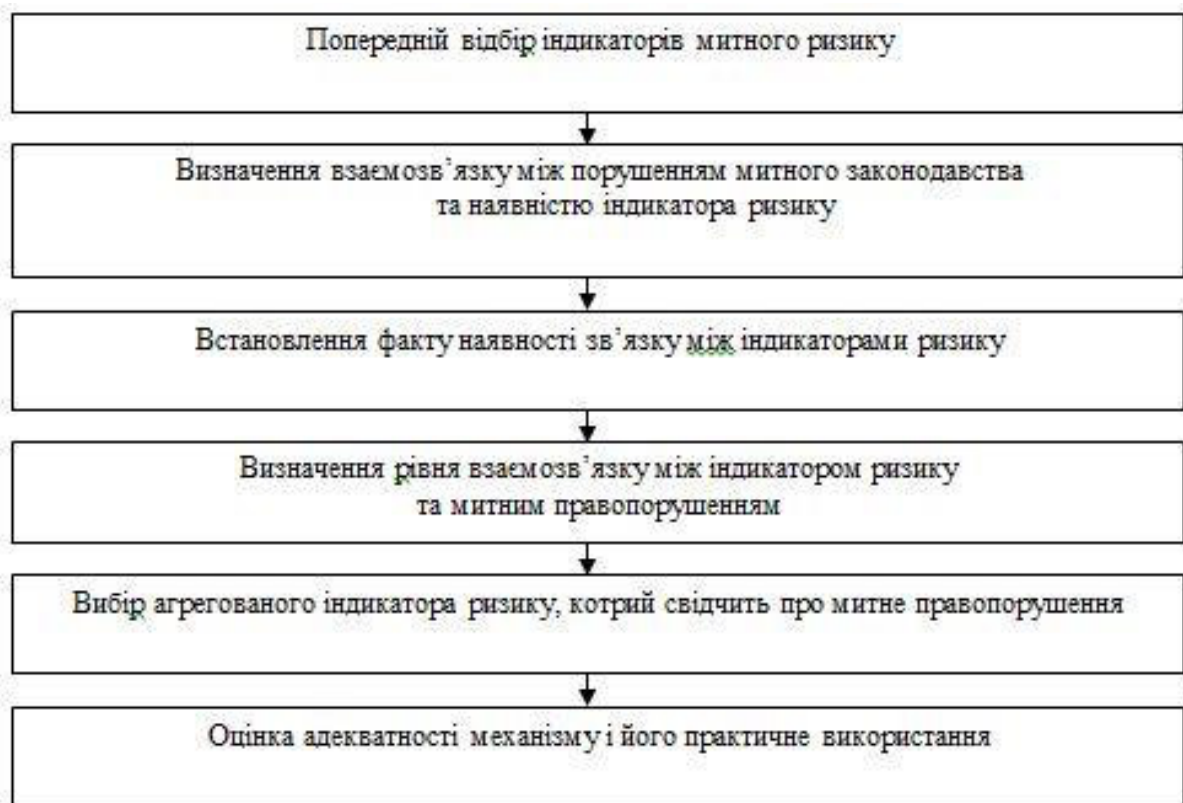 Попередній відбір індикаторів митного ризику
Визначення взаємозв’язку між порушенням митного законодавства
та наявністю індикатора ризику
Встановлення факту наявності зв’язку між індикаторами ризику
Визначення рівня взаємозв’язку між індикатором ризику
та митним правопорушенням
Вибір агрегованого індикатора ризику, котрий свідчить про митне правопорушення
Оцінка адекватності механізму і його практичне використання